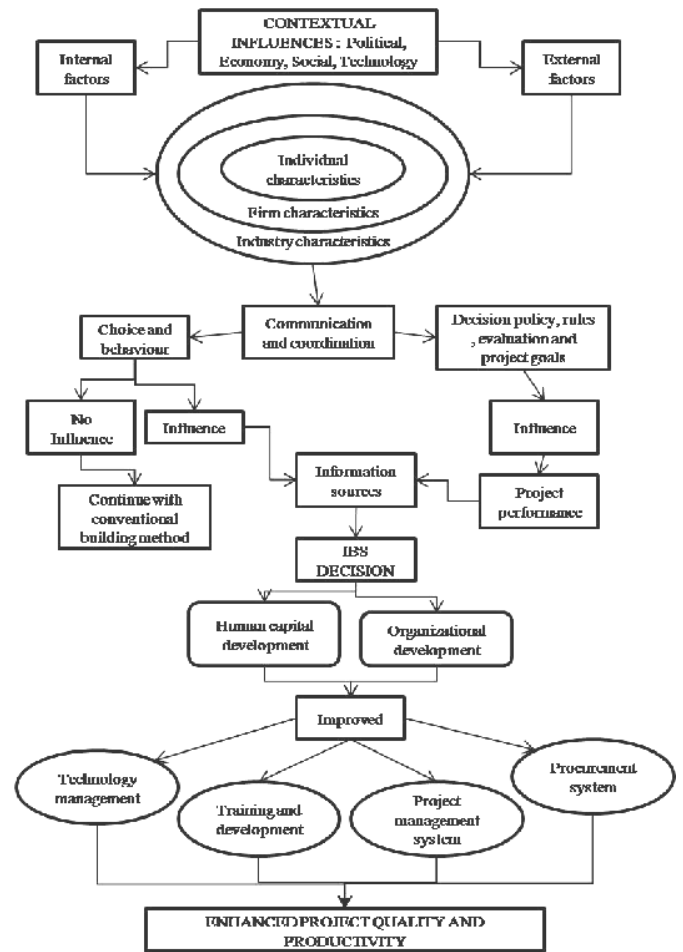 CONTEXTUAL
INFLUENCES : Political,
Economy, Social, Technology
Internal
factors
External
factors
Individual
characteristics
Firm characteristics
Industry characteristics
Choice and
behaviour
Communication
and coordination
Decision policy, rules
, evaluation and
project goals
No
Influence
Influence
Influence
Information
sources
Project
performance
Continue with
conventional
building method
IBS
DECISION
Human capital
development
Organizational
development
Improved
Technology
management
Training and
development
Project
management
system
Procurement
system
ENHANCED PROJECT QUALITY AND
PRODUCTIVITY